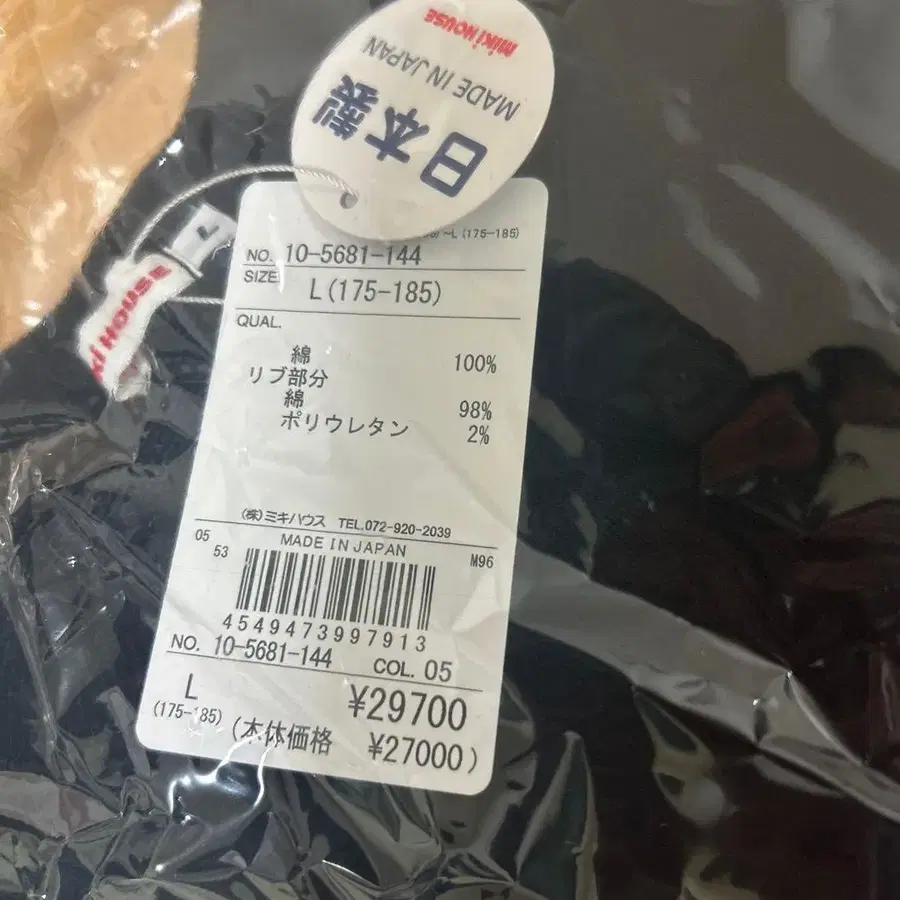 mikiHOUSE
MADE IN JAPAN
日本製
~L (175-185)
NO. 10-5681-144
SIZE L(175-185)
QUAL.
綿 100%
リブ部分
綿 98%
ポリウレタン 2%
(株)ミキハウス TEL.072-920-2039
MADE IN JAPAN
05
53
M96
4549473997913
NO. 10-5681-144 COL. 05
L
(175-185)
¥29700
(本体価格 ¥27000)
L
HOUSE